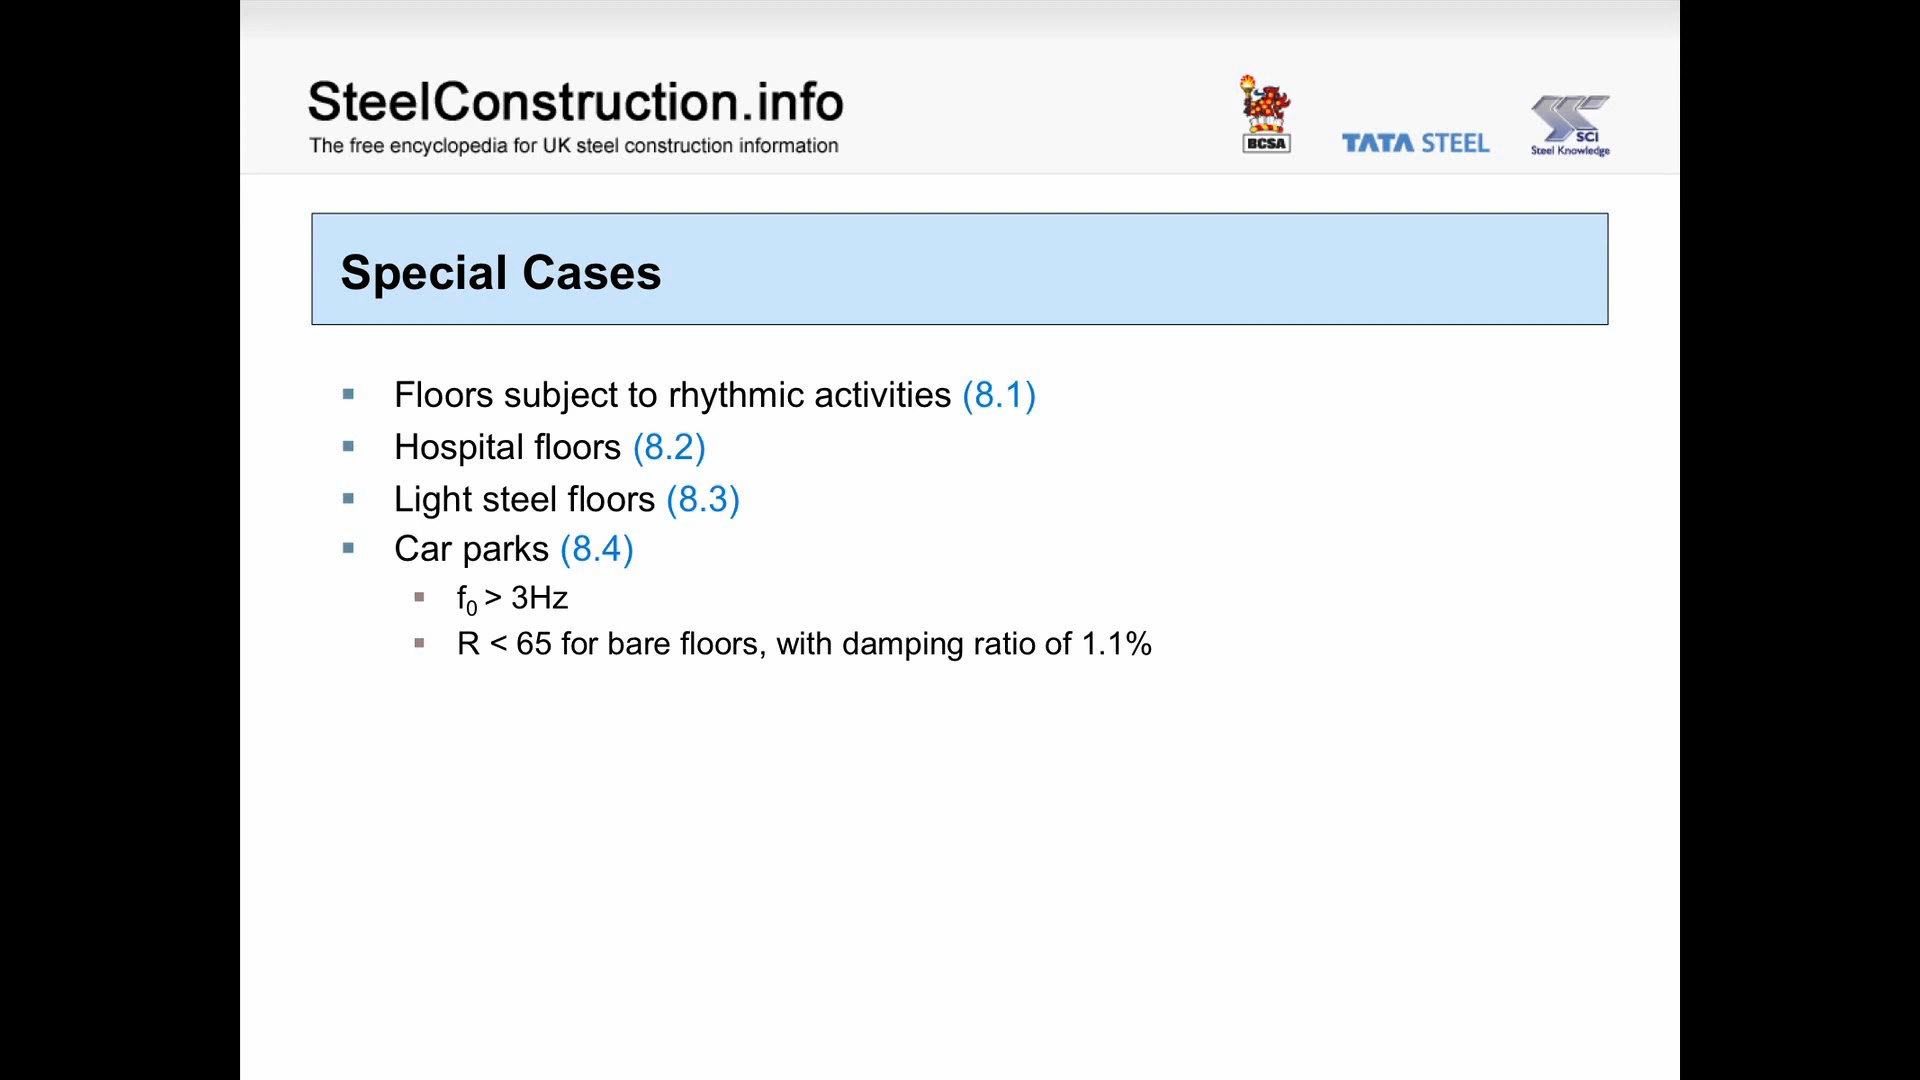 SteelConstruction.info
The free encyclopedia for UK steel construction information
BCSA
TATA STEEL
SCI
Steel Knowledge
Special Cases
Floors subject to rhythmic activities (8.1)
Hospital floors (8.2)
Light steel floors (8.3)
Car parks (8.4)
f₀ > 3Hz
R < 65 for bare floors, with damping ratio of 1.1%